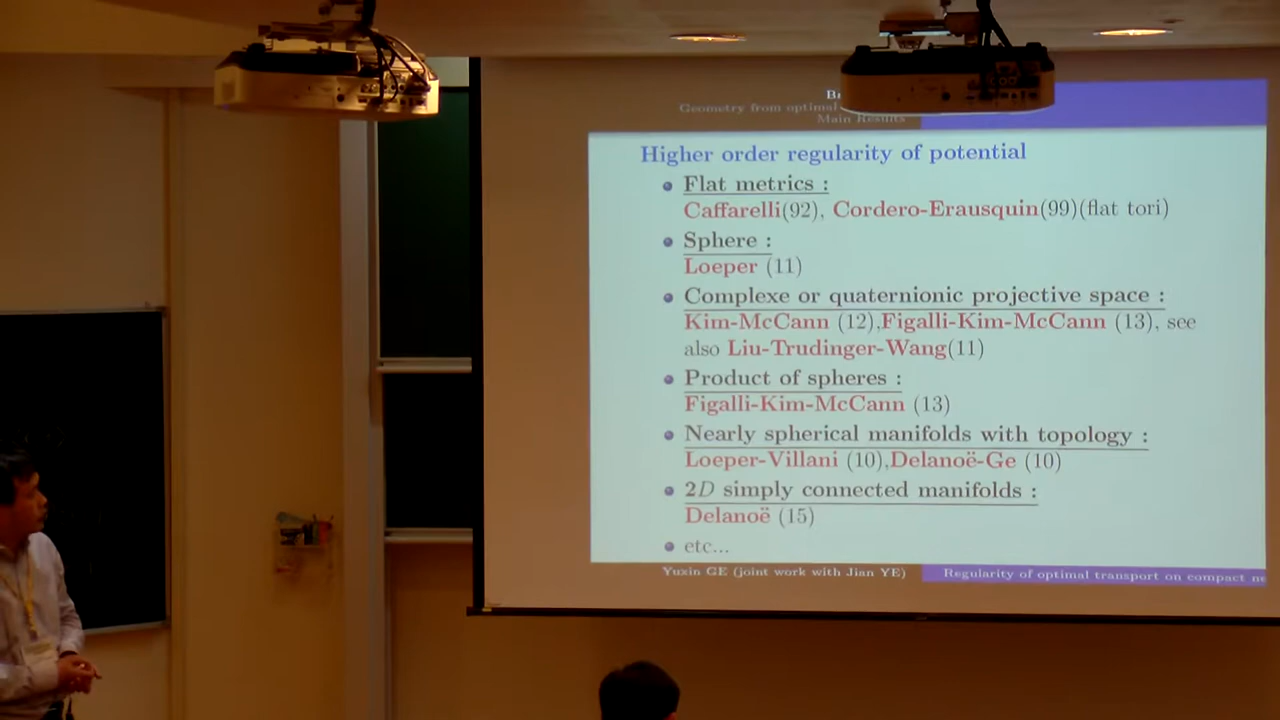 Geometry from optimal
Main Results
Higher order regularity of potential
Flat metrics :
Caffarelli(92), Cordero-Erausquin(99)(flat tori)
Sphere :
Loeper (11)
Complexe or quaternionic projective space :
Kim-McCann (12),Figalli-Kim-McCann (13), see
also Liu-Trudinger-Wang(11)
Product of spheres :
Figalli-Kim-McCann (13)
Nearly spherical manifolds with topology :
Loeper-Villani (10),Delanoë-Ge (10)
2D simply connected manifolds :
Delanoë (15)
etc...
Yuxin GE (joint work with Jian YE)
Regularity of optimal transport on compact